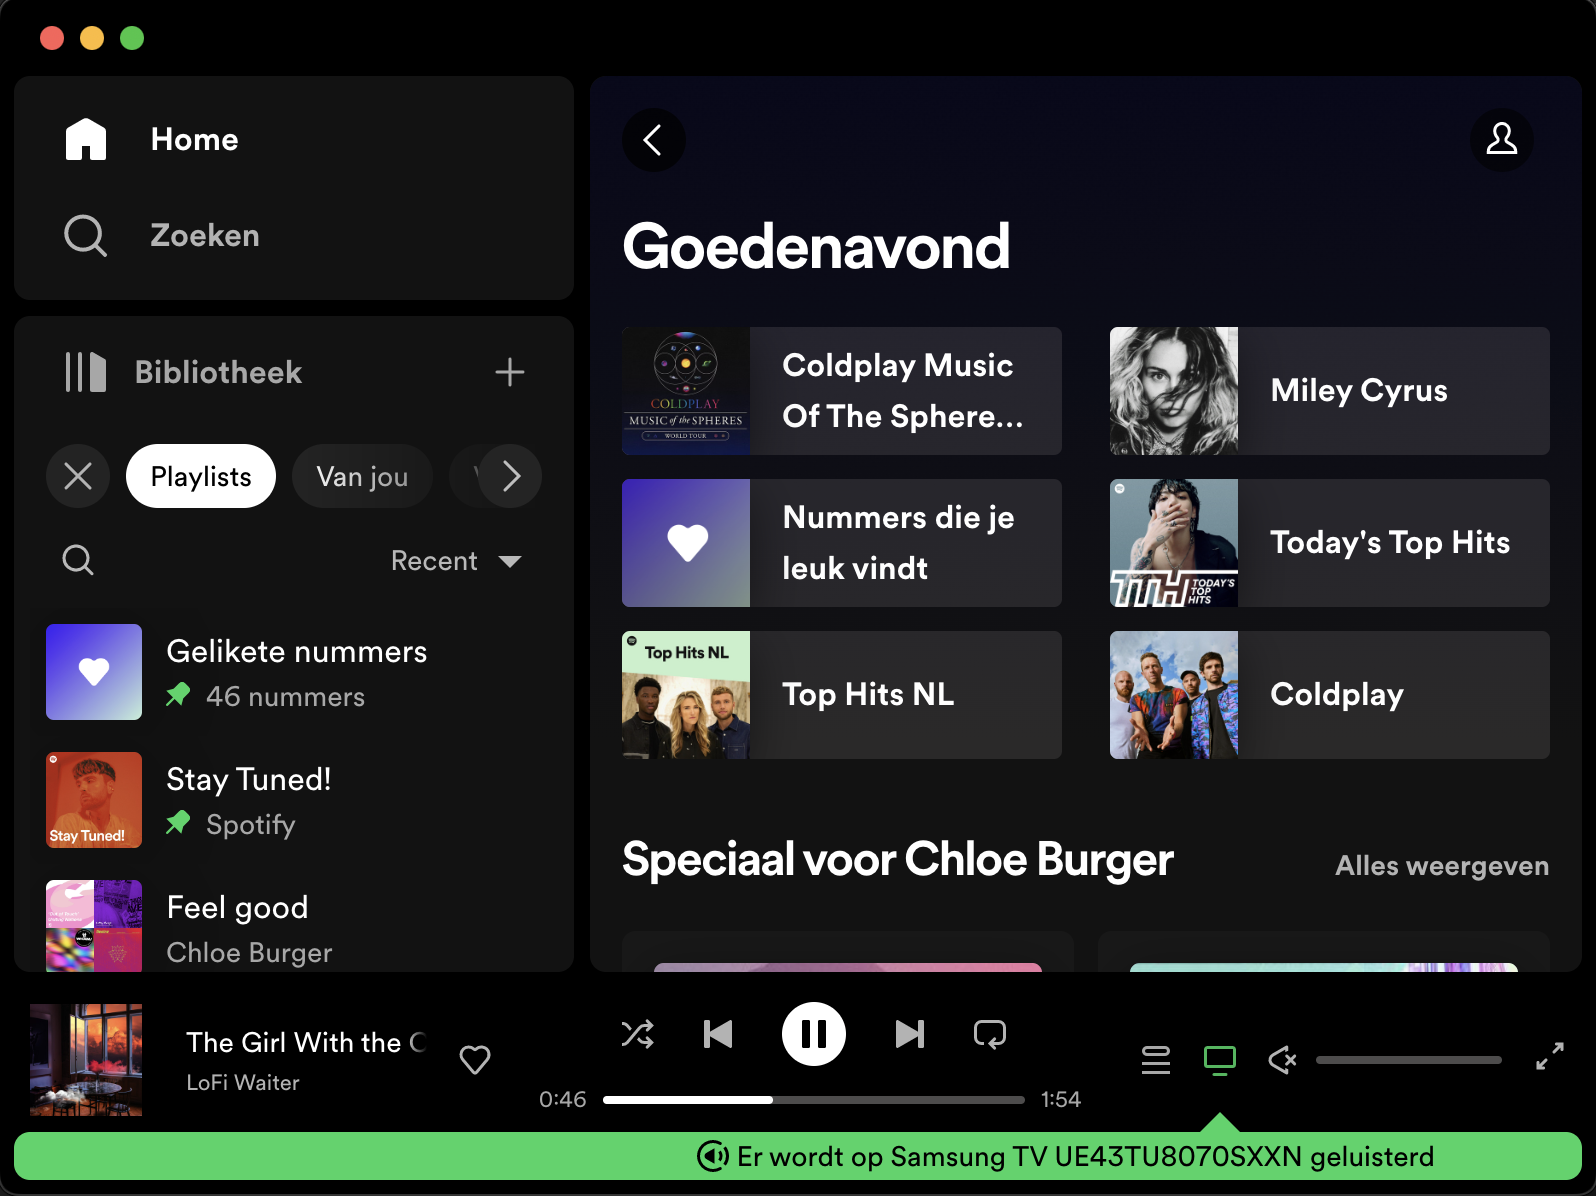 Home
Zoeken
Bibliotheek
Playlists
Van jou
Recent
Gelikete nummers
46 nummers
Stay Tuned!
Stay Tuned!
Spotify
Feel good
Chloe Burger
Goedenavond
COLDPLAY
MUSIC of the SPHERES
WORLD TOUR
Coldplay Music
Of The Sphere...
Miley Cyrus
Nummers die je
leuk vindt
TTH TODAY'S
TOP
HITS
Today's Top Hits
Top Hits NL
Top Hits NL
Coldplay
Speciaal voor Chloe Burger
Alles weergeven
The Girl With the C
LoFi Waiter
0:46
1:54
Er wordt op Samsung TV UE43TU8070SXXN geluisterd